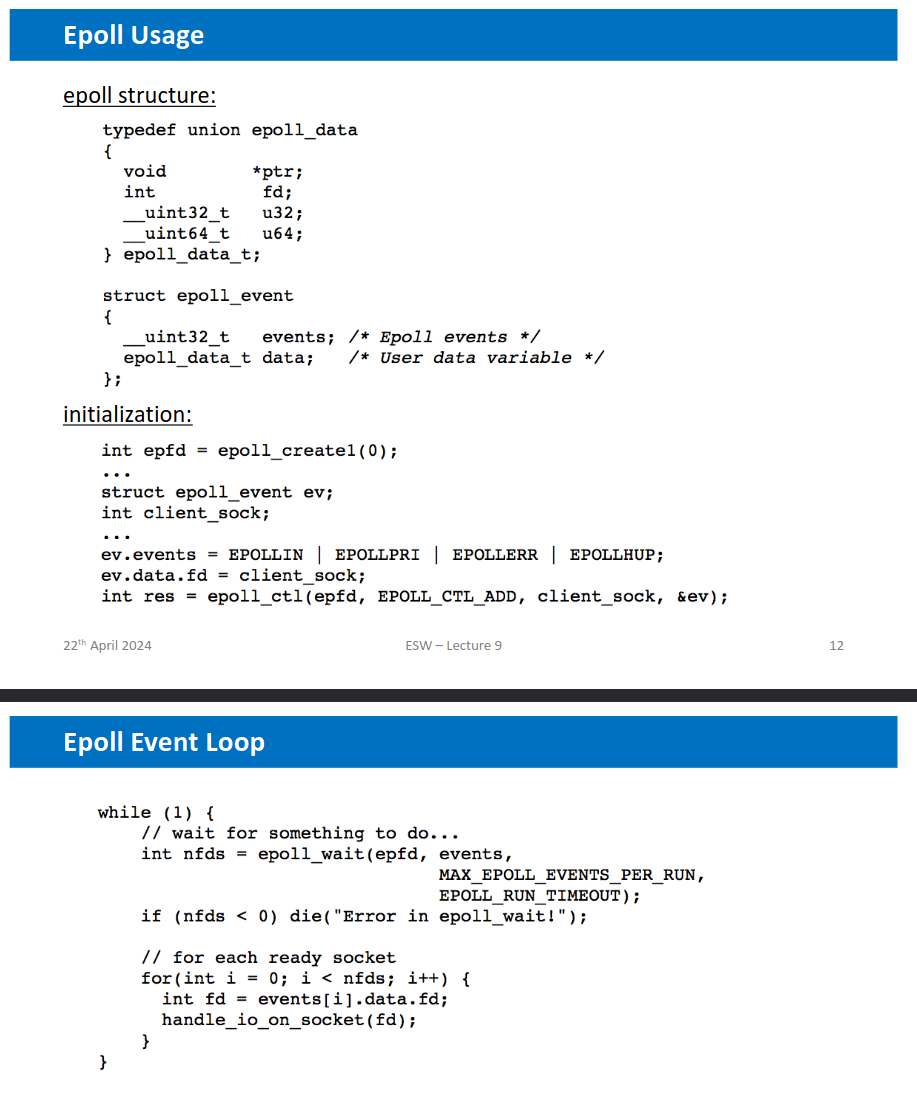 Epoll Usage
epoll structure:
typedef union epoll_data
{
  void        *ptr;
  int          fd;
  __uint32_t   u32;
  __uint64_t   u64;
} epoll_data_t;
struct epoll_event
{
  __uint32_t   events; /* Epoll events */
  epoll_data_t data;   /* User data variable */
};
initialization:
int epfd = epoll_create1(0);
...
struct epoll_event ev;
int client_sock;
...
ev.events = EPOLLIN | EPOLLPRI | EPOLLERR | EPOLLHUP;
ev.data.fd = client_sock;
int res = epoll_ctl(epfd, EPOLL_CTL_ADD, client_sock, &ev);
22th April 2024 ESW – Lecture 9 12
Epoll Event Loop
while (1) {
    // wait for something to do...
    int nfds = epoll_wait(epfd, events,
                                MAX_EPOLL_EVENTS_PER_RUN,
                                EPOLL_RUN_TIMEOUT);
    if (nfds < 0) die("Error in epoll_wait!");
    // for each ready socket
    for(int i = 0; i < nfds; i++) {
      int fd = events[i].data.fd;
      handle_io_on_socket(fd);
    }
}